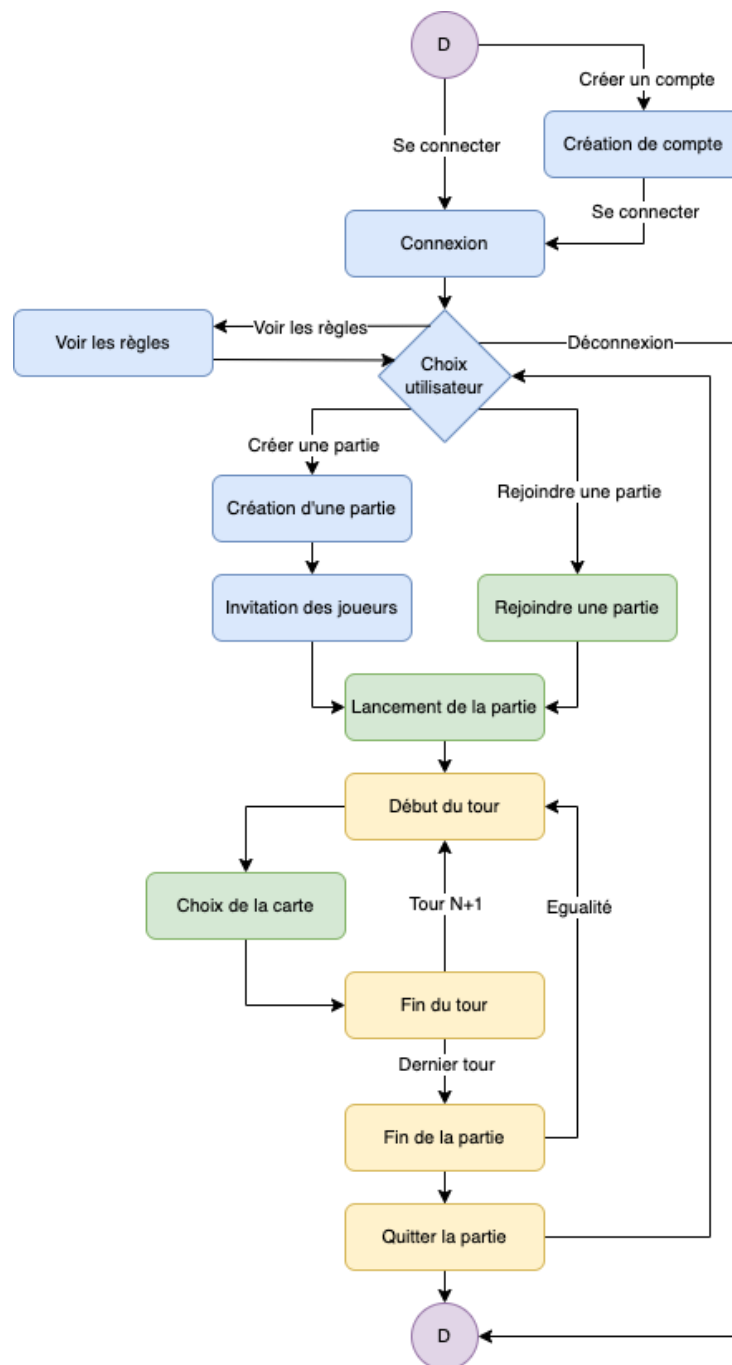 D
Créer un compte
Se connecter
Création de compte
Se connecter
Connexion
Voir les règles
Voir les règles
Déconnexion
Choix
utilisateur
Créer une partie
Rejoindre une partie
Création d'une partie
Invitation des joueurs
Rejoindre une partie
Lancement de la partie
Début du tour
Choix de la carte
Tour N+1
Egualité
Fin du tour
Dernier tour
Fin de la partie
Quitter la partie
D